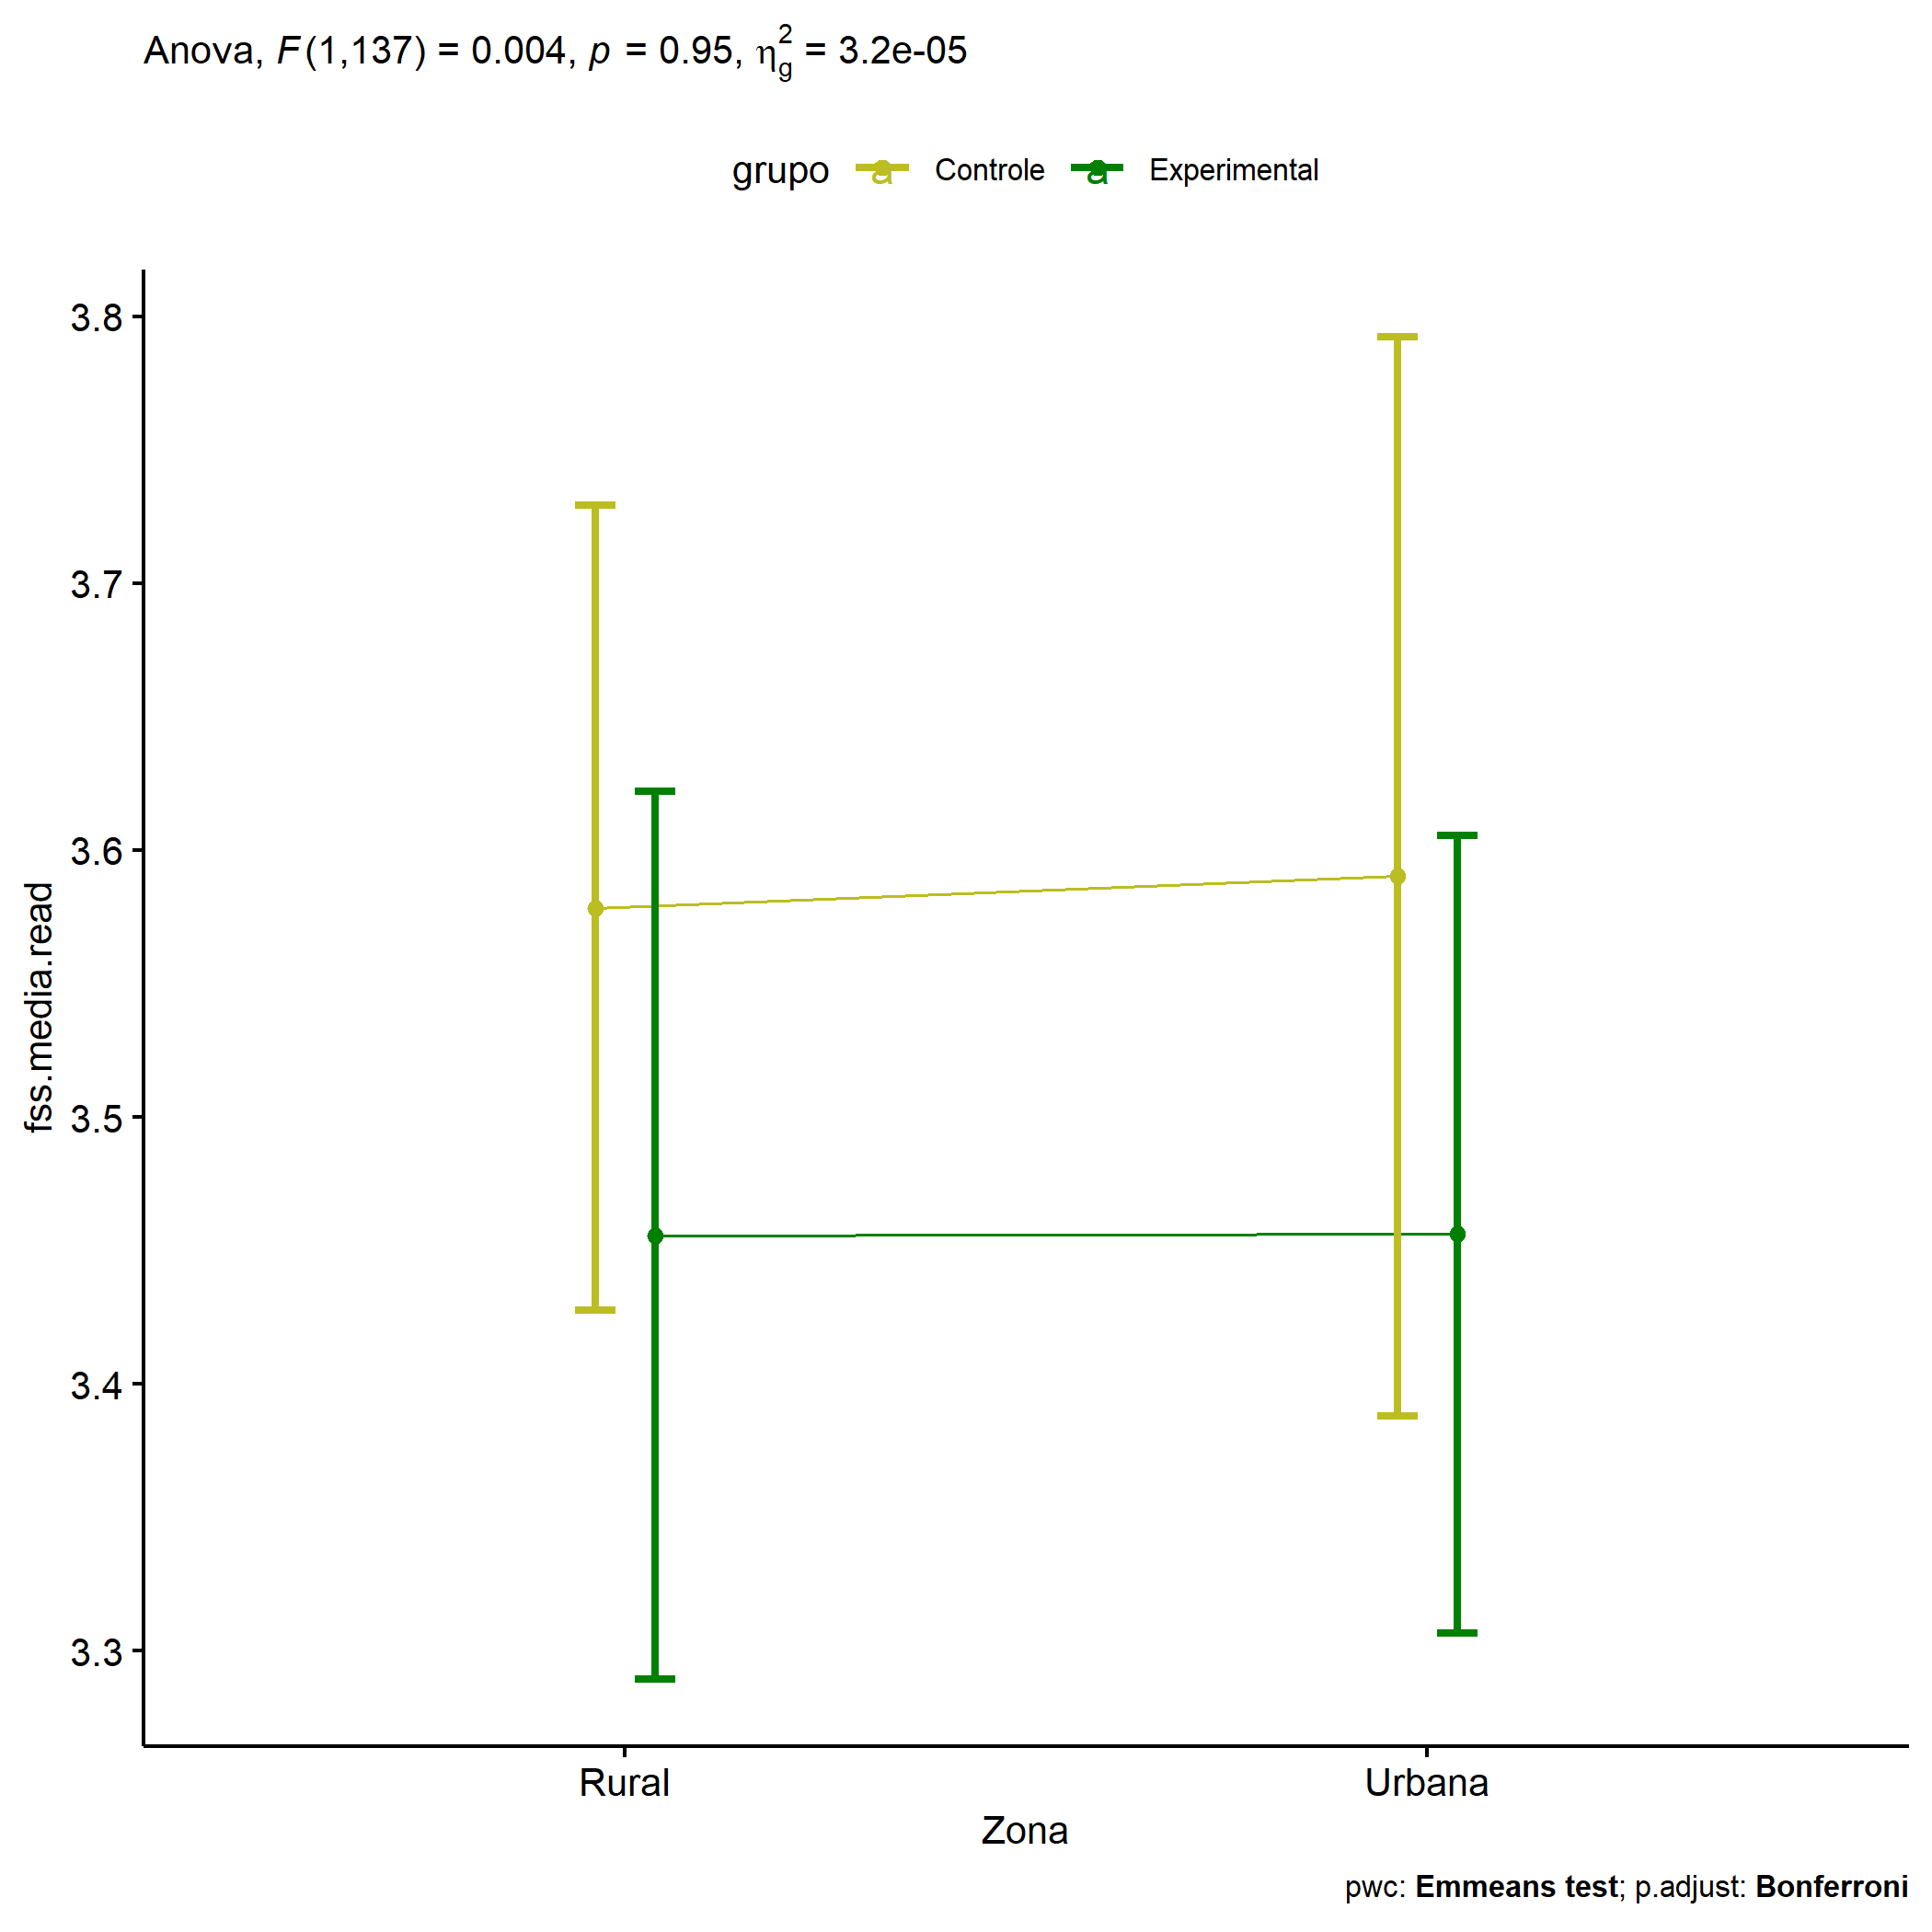 Anova, F(1,137) = 0.004, p = 0.95, η²g = 3.2e-05
grupo a Controle a Experimental
3.8
3.7
3.6
3.5
3.4
3.3
fss.media.read
Rural Urbana
Zona
pwc: Emmeans test; p.adjust: Bonferroni